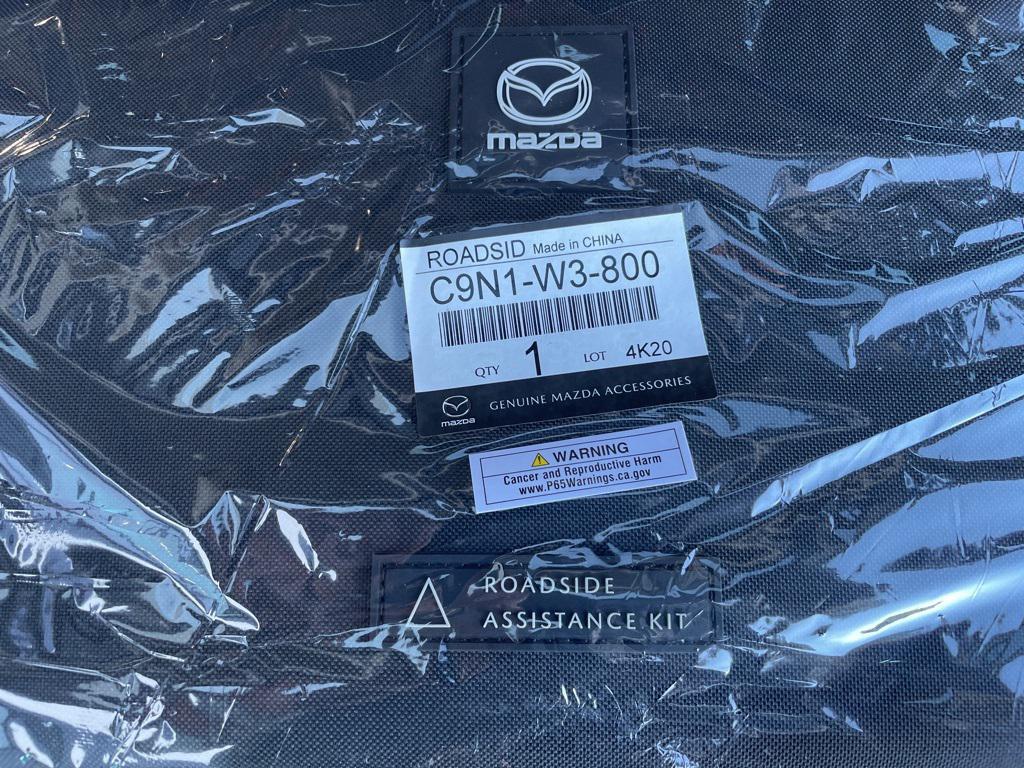 mazda
ROADSID Made in CHINA
C9N1-W3-800
QTY 1 LOT 4K20
mazda GENUINE MAZDA ACCESSORIES
WARNING
Cancer and Reproductive Harm
www.P65Warnings.ca.gov
ROADSIDE
ASSISTANCE KIT